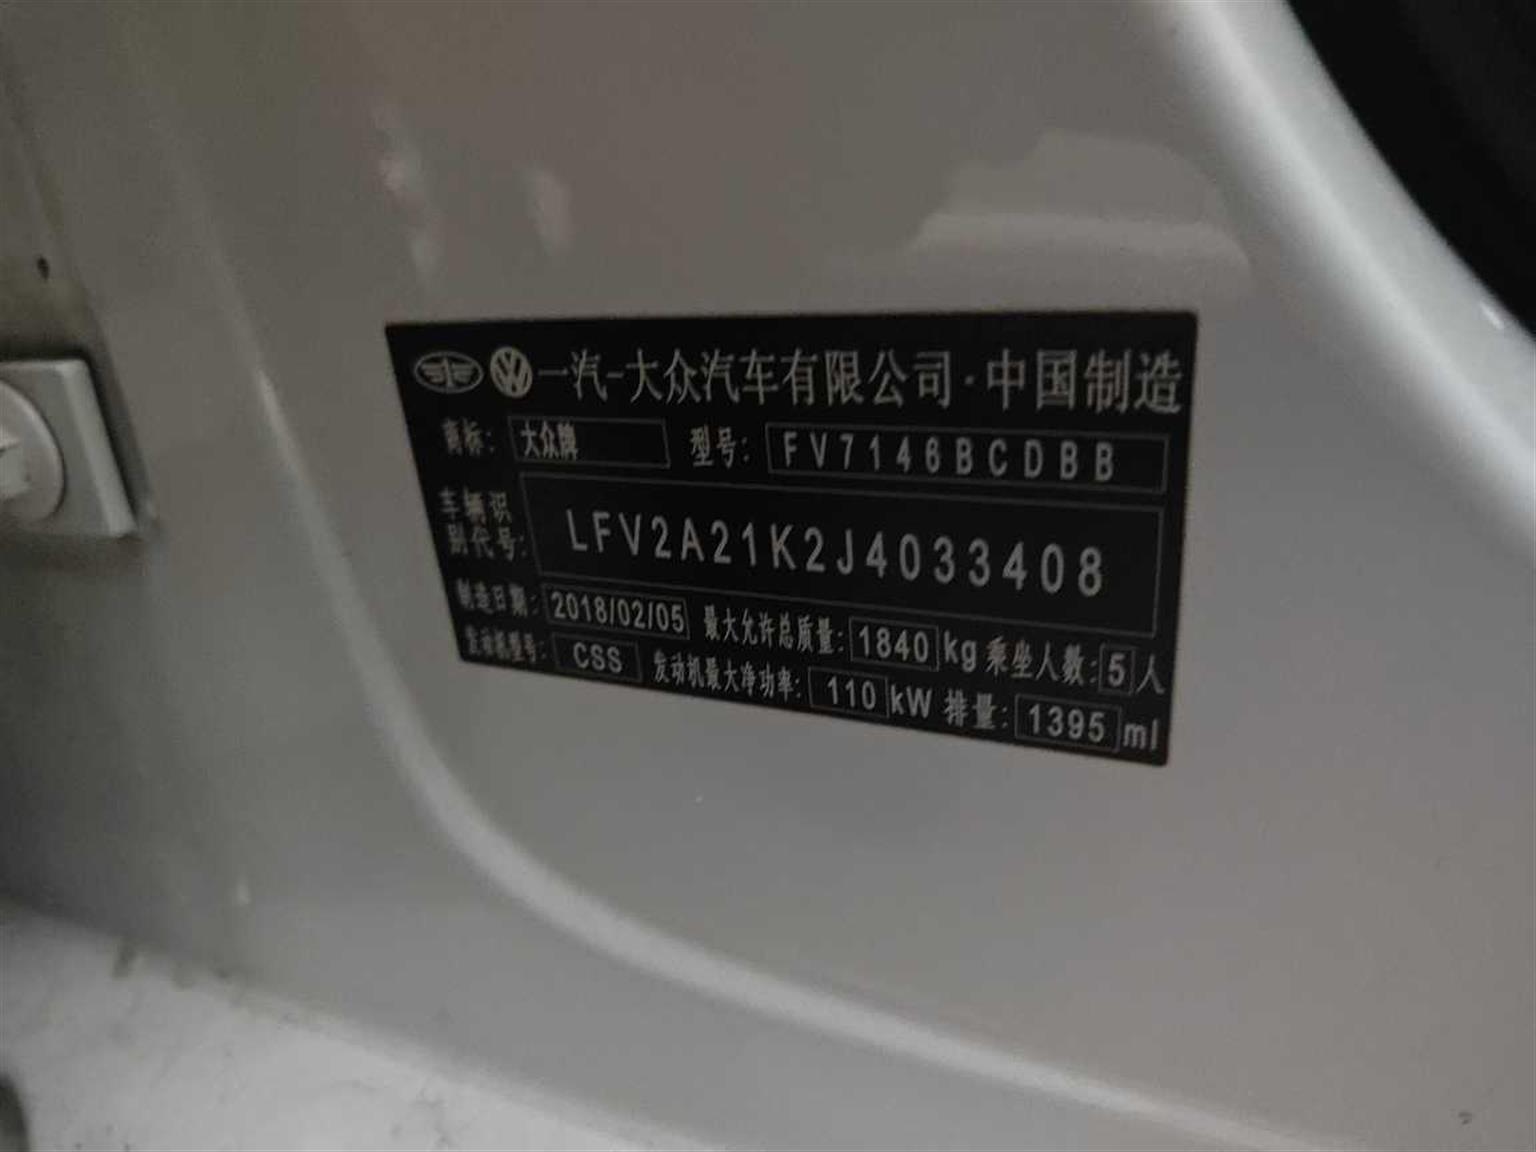 一汽-大众汽车有限公司·中国制造
商标: 大众牌 型号: FV7146BCDBB
车辆识别代号: LFV2A21K2J4033408
制造日期: 2018/02/05 最大允许总质量: 1840 kg 乘坐人数: 5 人
发动机型号: CSS 发动机最大净功率: 110 kW 排量: 1395 ml